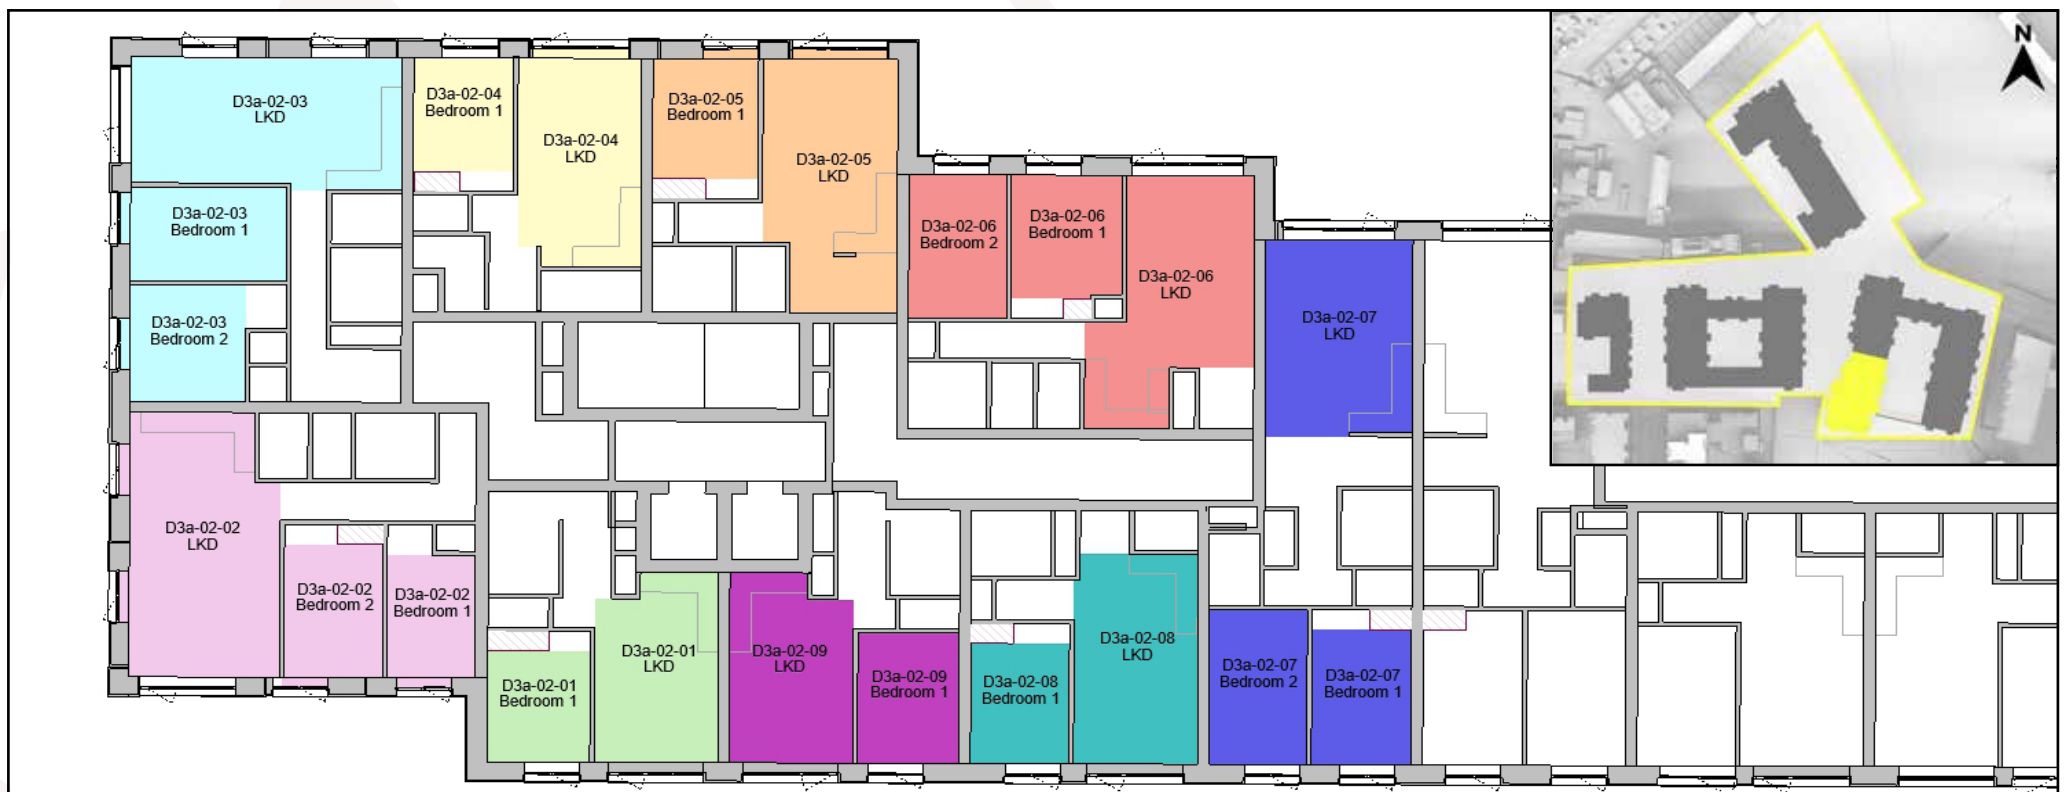 N
D3a-02-03
LKD
D3a-02-04
Bedroom 1
D3a-02-04
LKD
D3a-02-05
Bedroom 1
D3a-02-05
LKD
D3a-02-03
Bedroom 1
D3a-02-06
Bedroom 2
D3a-02-06
Bedroom 1
D3a-02-06
LKD
D3a-02-03
Bedroom 2
D3a-02-07
LKD
D3a-02-02
LKD
D3a-02-02
Bedroom 2
D3a-02-02
Bedroom 1
D3a-02-01
Bedroom 1
D3a-02-01
LKD
D3a-02-09
LKD
D3a-02-09
Bedroom 1
D3a-02-08
Bedroom 1
D3a-02-08
LKD
D3a-02-07
Bedroom 2
D3a-02-07
Bedroom 1